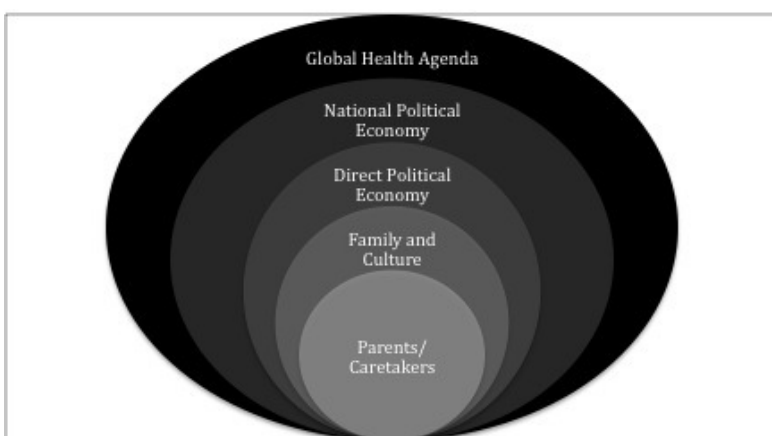 Global Health Agenda
National Political
Economy
Direct Political
Economy
Family and
Culture
Parents/
Caretakers